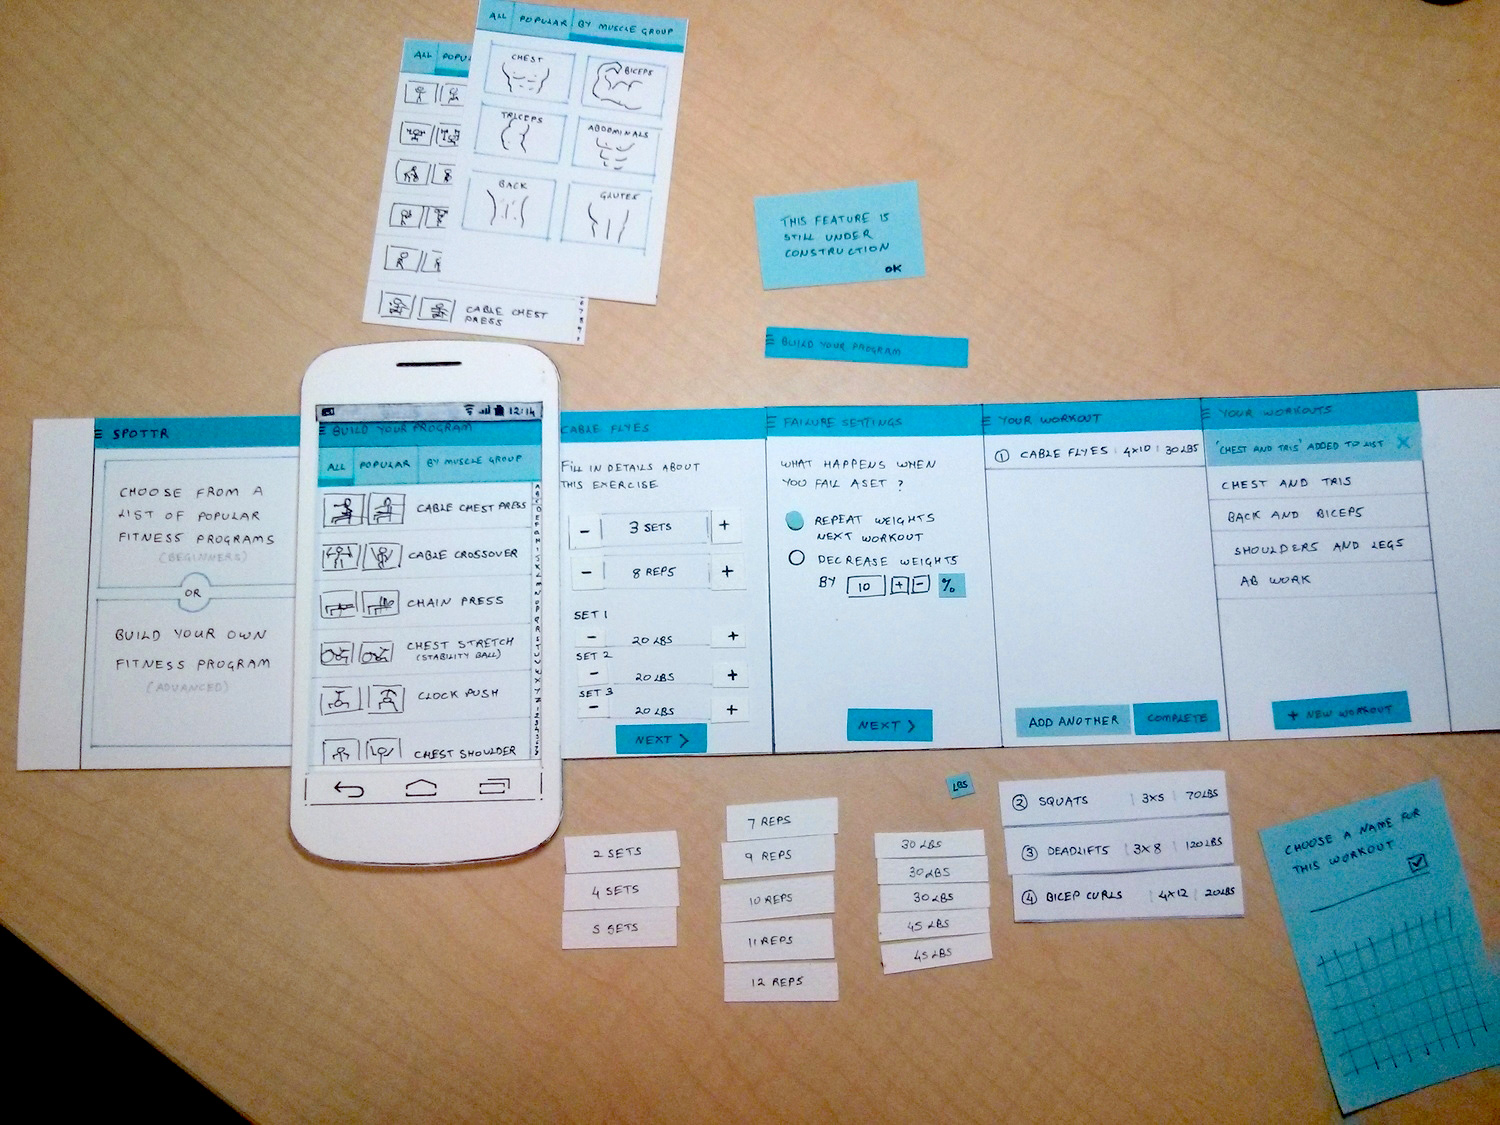 ALL POPULAR BY MUSCLE GROUP
CHEST
BICEPS
TRICEPS
ABDOMINALS
BACK
GLUTES
ALL POPU
CABLE CHEST
PRESS
THIS FEATURE IS
STILL UNDER
CONSTRUCTION
OK
BUILD YOUR PROGRAM
SPOTTR
CHOOSE FROM A
LIST OF POPULAR
FITNESS PROGRAMS
(BEGINNERS)
OR
BUILD YOUR OWN
FITNESS PROGRAM
(ADVANCED)
12:14
BUILD YOUR PROGRAM
ALL POPULAR BY MUSCLE GROUP
CABLE CHEST PRESS
CABLE CROSSOVER
CHAIN PRESS
CHEST STRETCH
(STABILITY BALL)
CLOCK PUSH
CHEST SHOULDER
CABLE FLYES
FILL IN DETAILS ABOUT
THIS EXERCISE
- 3 SETS +
- 8 REPS +
SET 1
- 20 LBS +
SET 2
- 20 LBS +
SET 3
- 20 LBS +
NEXT >
FAILURE SETTINGS
WHAT HAPPENS WHEN
YOU FAIL A SET ?
REPEAT WEIGHTS
NEXT WORKOUT
DECREASE WEIGHTS
BY 10 + - %
NEXT >
YOUR WORKOUT
1 CABLE FLYES | 4X10 | 30LBS
ADD ANOTHER COMPLETE
YOUR WORKOUTS
'CHEST AND TRIS' ADDED TO LIST X
CHEST AND TRIS
BACK AND BICEPS
SHOULDERS AND LEGS
AB WORK
+ NEW WORKOUT
2 SETS
4 SETS
5 SETS
7 REPS
9 REPS
10 REPS
11 REPS
12 REPS
LBS
30 LBS
30 LBS
30 LBS
45 LBS
45 LBS
2 SQUATS | 3X5 | 70LBS
3 DEADLIFTS | 3X8 | 120LBS
4 BICEP CURLS | 4X12 | 20LBS
CHOOSE A NAME FOR
THIS WORKOUT